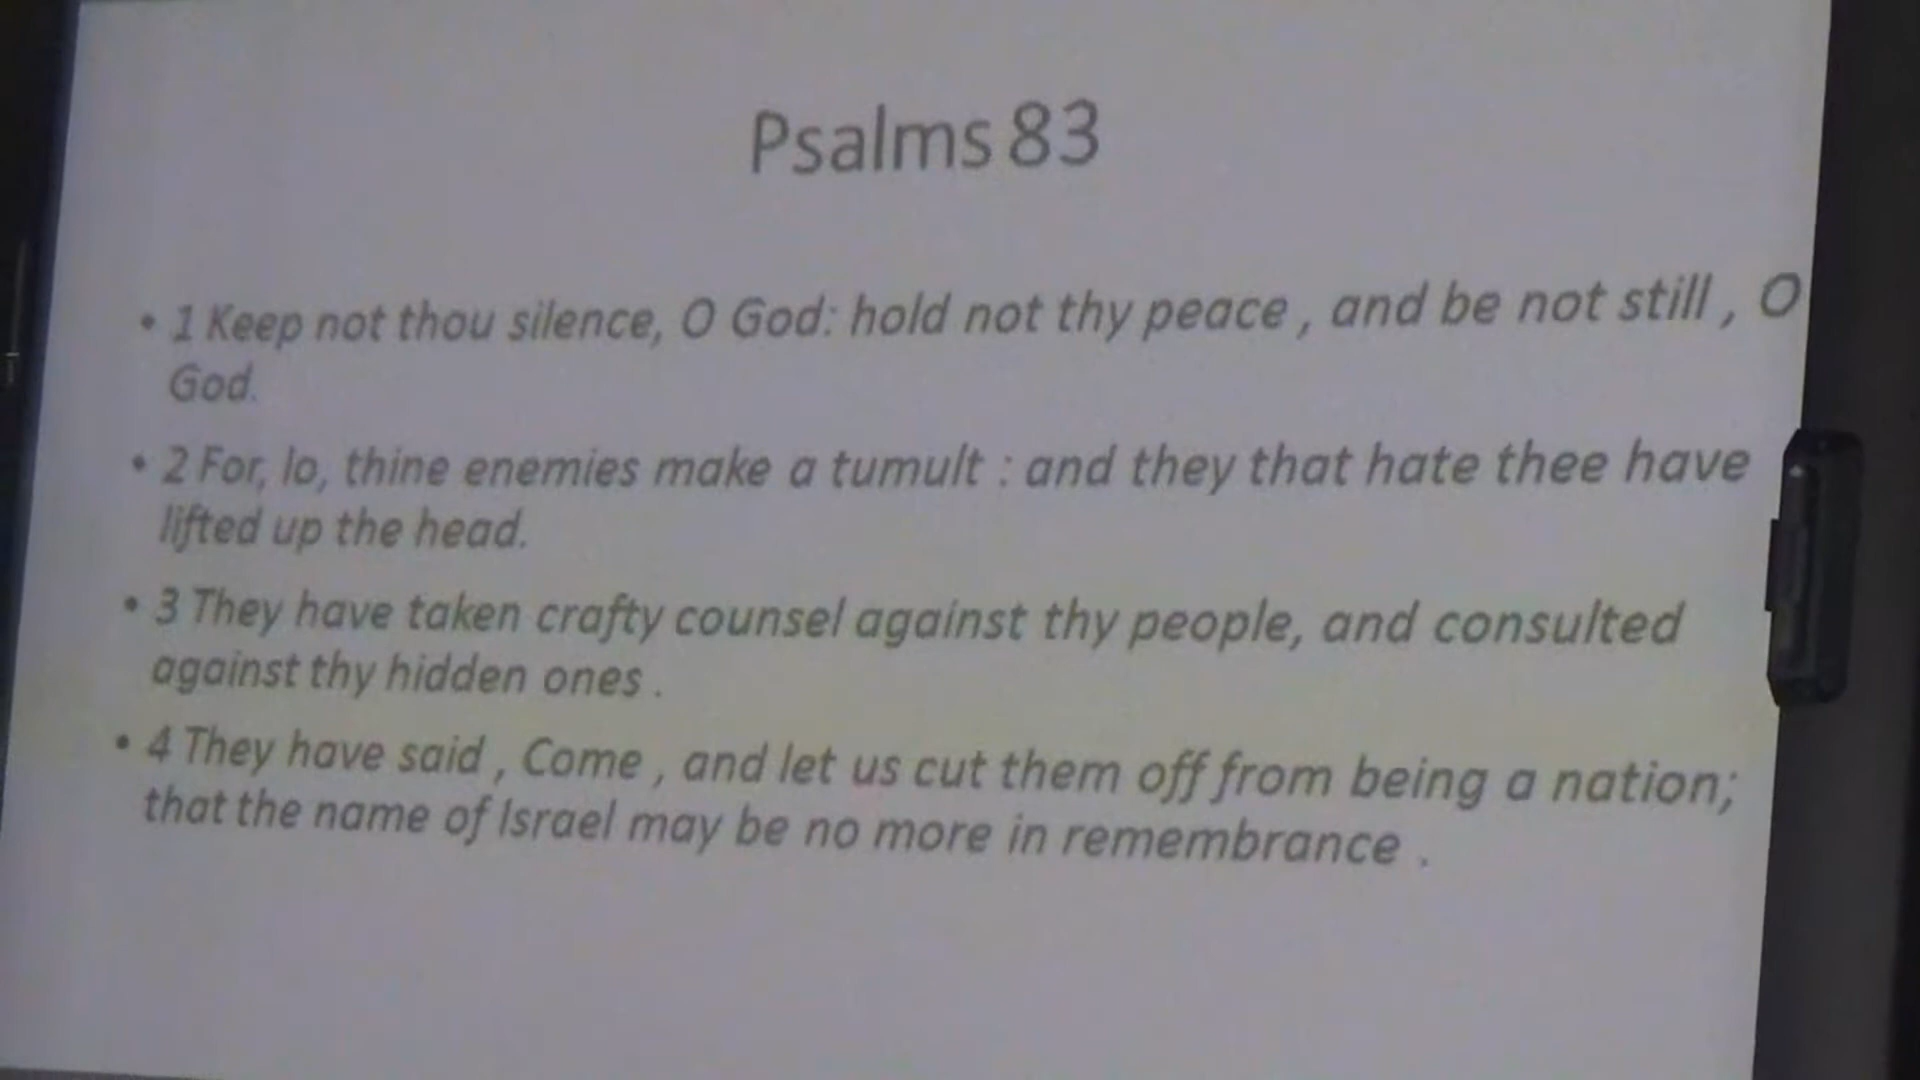 Psalms 83
• 1 Keep not thou silence, O God: hold not thy peace , and be not still , O
God.
• 2 For, lo, thine enemies make a tumult : and they that hate thee have
lifted up the head.
• 3 They have taken crafty counsel against thy people, and consulted
against thy hidden ones .
• 4 They have said , Come , and let us cut them off from being a nation;
that the name of Israel may be no more in remembrance .